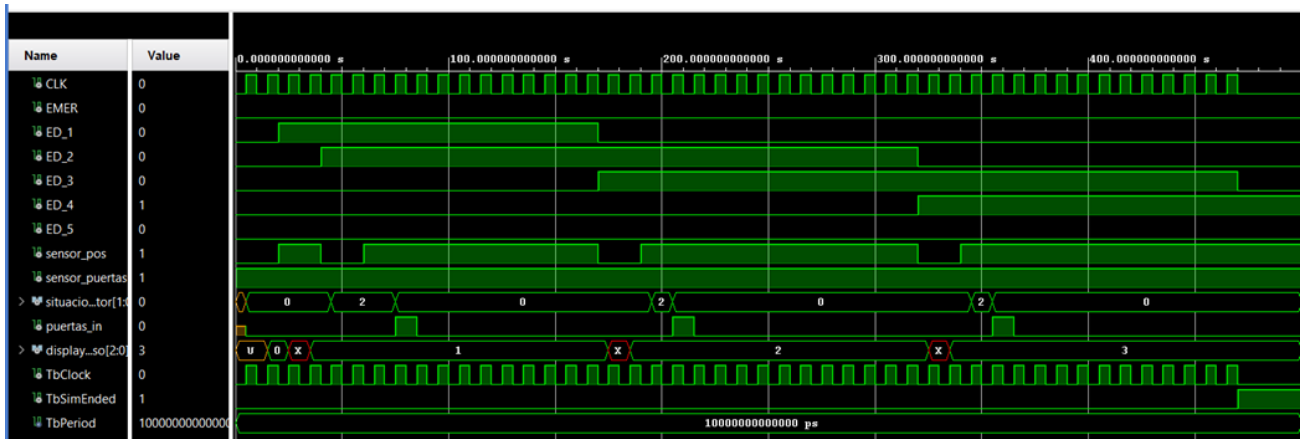 Name Value
0.000000000000 s 100.000000000000 s 200.000000000000 s 300.000000000000 s 400.000000000000 s
CLK 0
EMER 0
ED_1 0
ED_2 0
ED_3 0
ED_4 1
ED_5 0
sensor_pos 1
sensor_puertas 1
situacio...tor[1:0 0 0 2 0 2 0 2 0
puertas_in 0
display...so[2:0] 3 U 0 X 1 X 2 X 3
TbClock 0
TbSimEnded 1
TbPeriod 10000000000000 10000000000000 ps